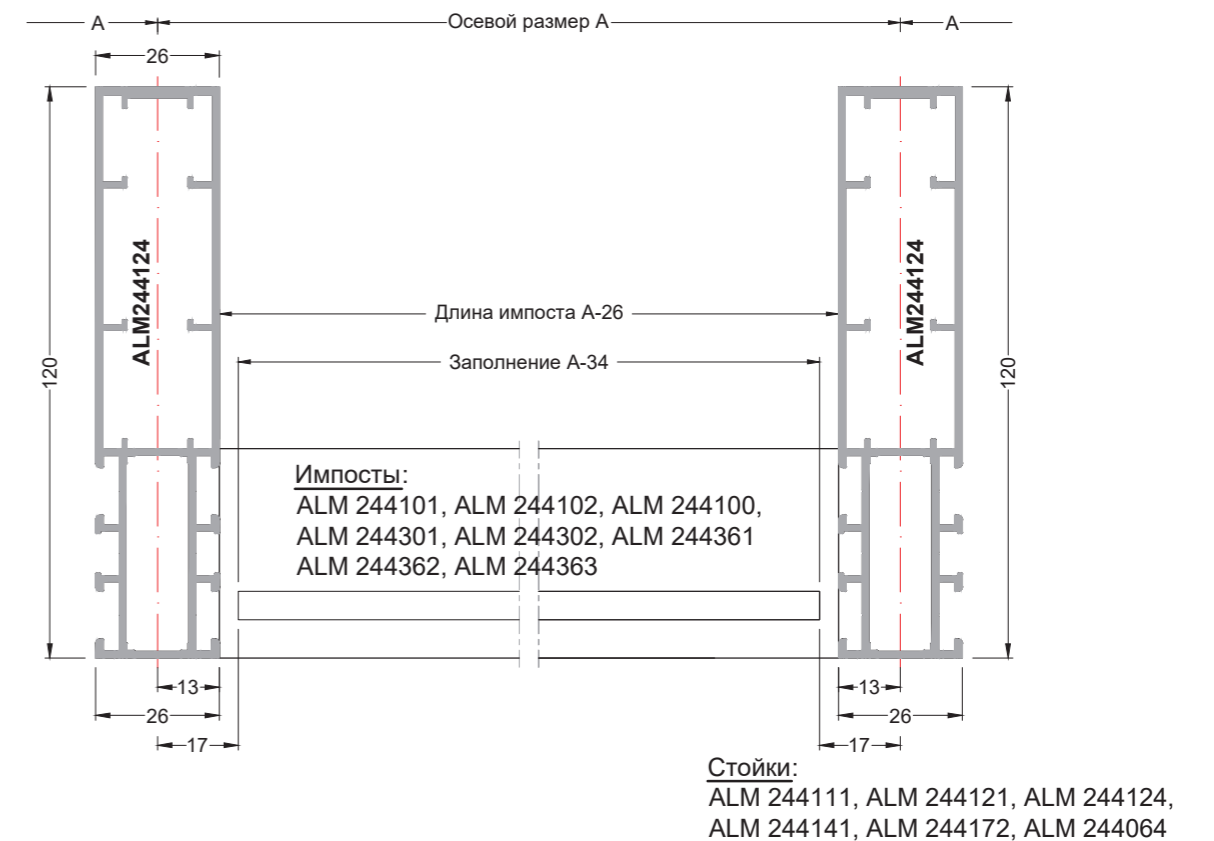 А
Осевой размер А
А
26
ALM244124
ALM244124
Длина импоста А-26
Заполнение А-34
120
120
Импосты:
ALM 244101, ALM 244102, ALM 244100,
ALM 244301, ALM 244302, ALM 244361
ALM 244362, ALM 244363
13
13
26
26
17
17
Стойки:
ALM 244111, ALM 244121, ALM 244124,
ALM 244141, ALM 244172, ALM 244064